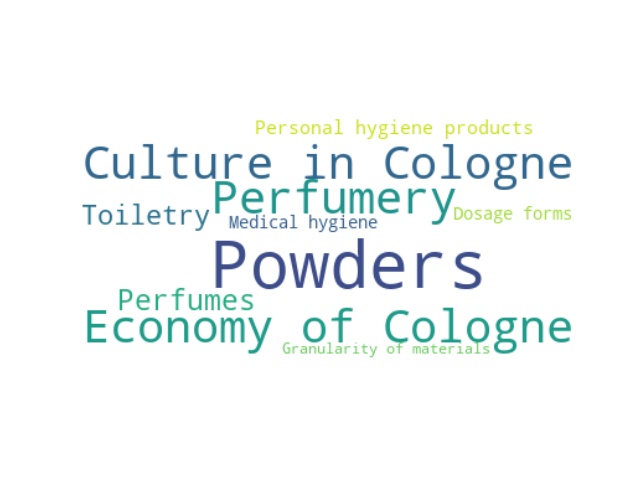 Personal hygiene products
Culture in Cologne
Perfumery
Toiletry
Medical hygiene
Dosage forms
Powders
Perfumes
Economy of Cologne
Granularity of materials